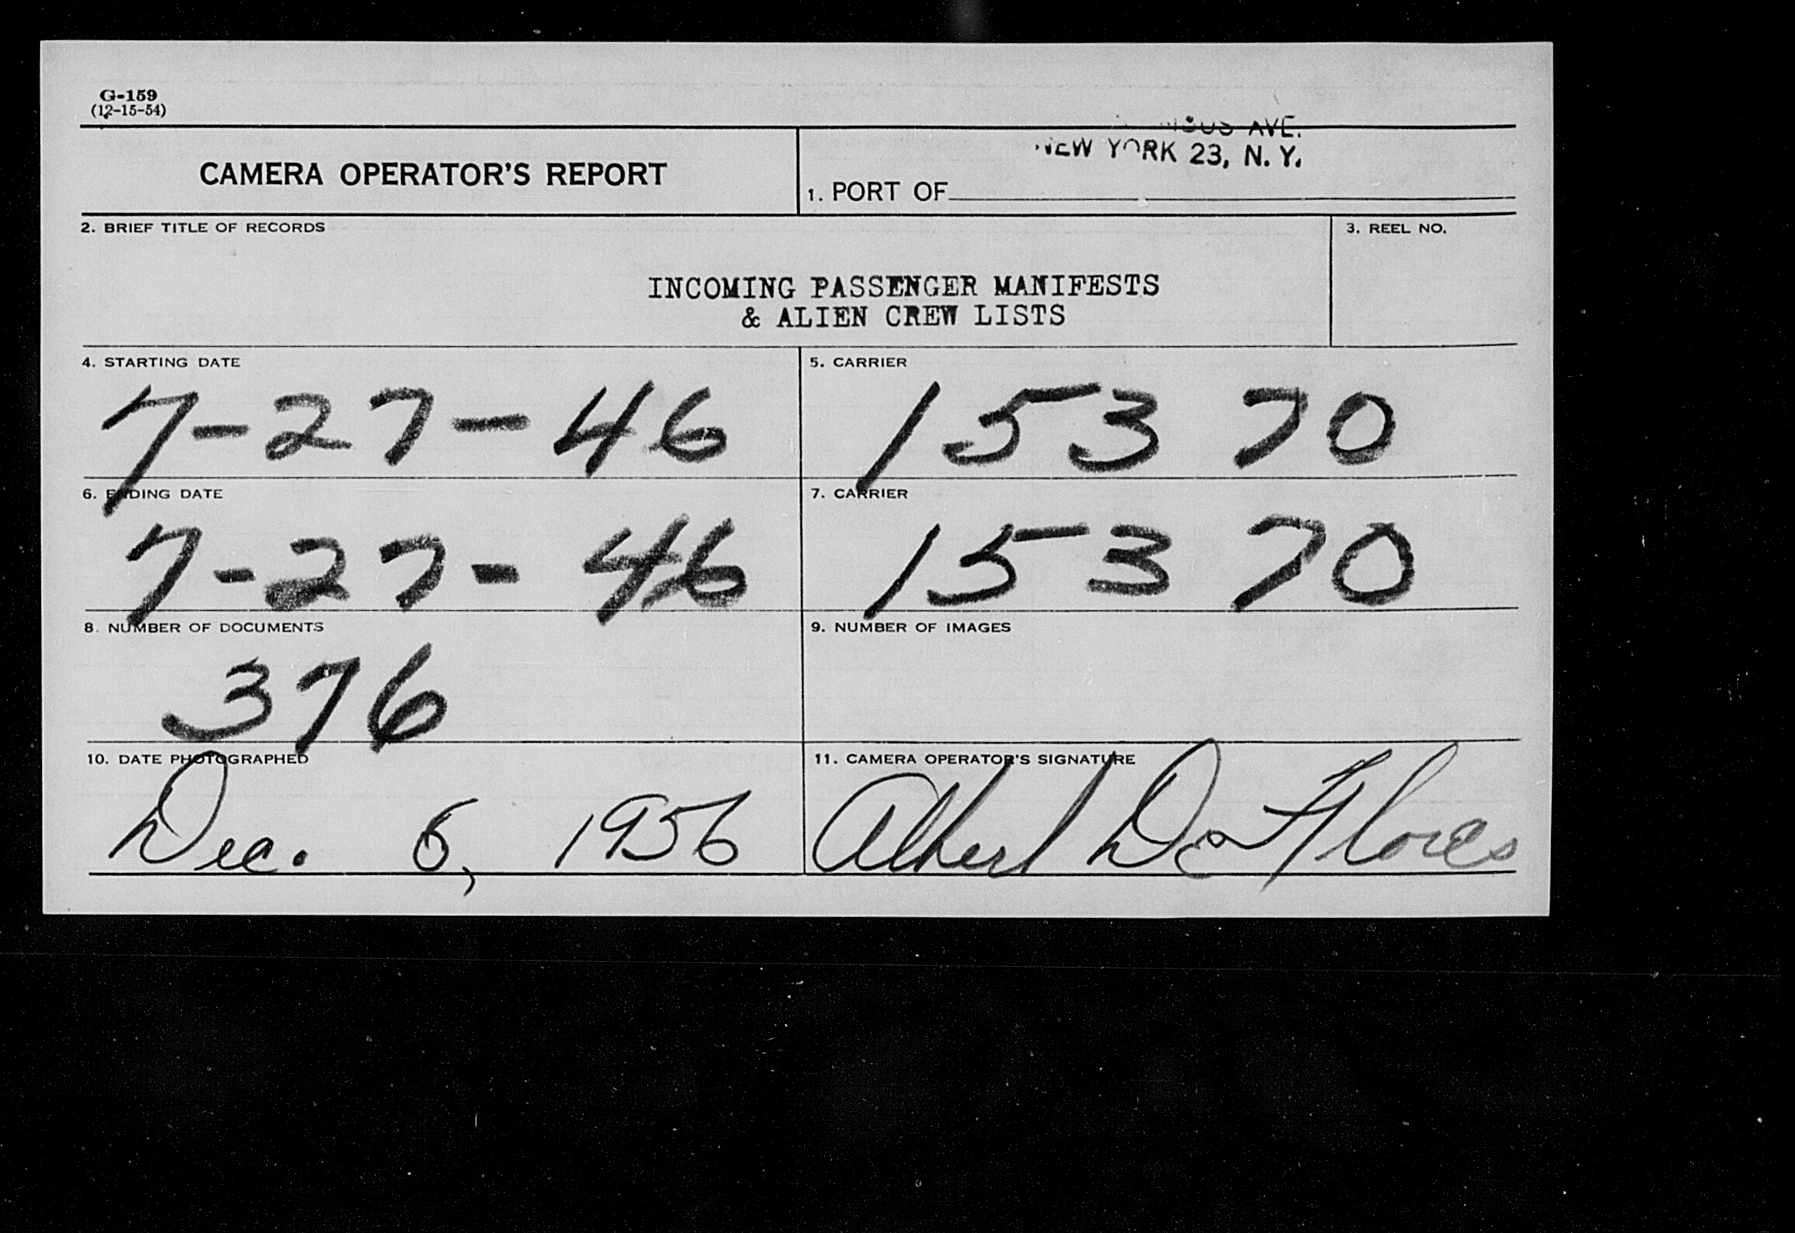 G-159
(12-15-54)
AVE.
NEW YORK 23, N. Y.
CAMERA OPERATOR'S REPORT
1. PORT OF
2. BRIEF TITLE OF RECORDS
3. REEL NO.
INCOMING PASSENGER MANIFESTS
& ALIEN CREW LISTS
4. STARTING DATE
7-27-46
5. CARRIER
15370
6. ENDING DATE
7-27-46
7. CARRIER
15370
8. NUMBER OF DOCUMENTS
376
9. NUMBER OF IMAGES
10. DATE PHOTOGRAPHED
Dec. 6, 1956
11. CAMERA OPERATOR'S SIGNATURE
Albert De Flores